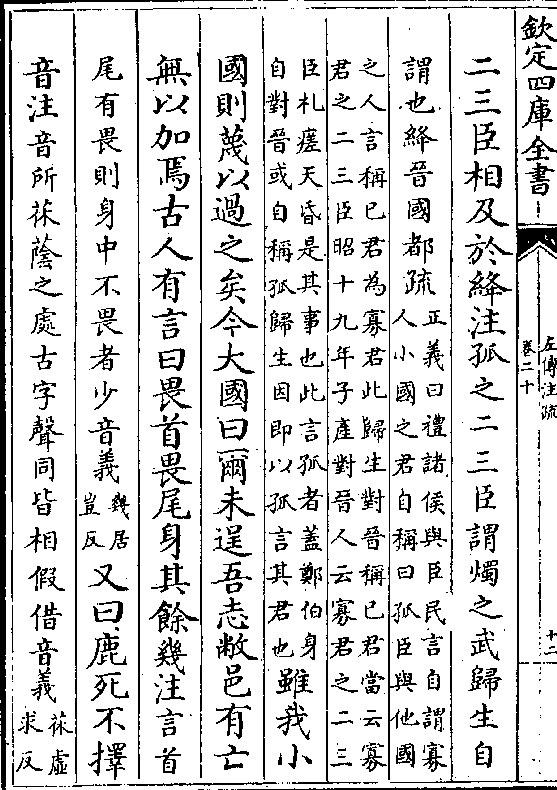 欽定四庫全書
左傳注疏
卷二十
十二
二三臣相及於絳注孤之二三臣謂燭之武歸生自
謂也絳晉國都疏正義曰禮諸侯與臣民言自謂寡
人小國之君自稱曰孤臣與他國
之人言稱已君為寡君此歸生對晉稱已君當云寡
君之二三臣昭十九年子產對晉人云寡君之二三
臣札瘥夭昏是其事也此言孤者蓋鄭伯身
自對晉或自稱孤歸生因即以孤言其君也雖我小
國則蔑以過之矣今大國曰爾未逞吾志敝邑有亡
無以加焉古人有言曰畏首畏尾身其餘幾注言首
尾有畏則身中不畏者少音義幾居
豈反又曰鹿死不擇
音注音所茠蔭之處古字聲同皆相假借音義茠虛
求反